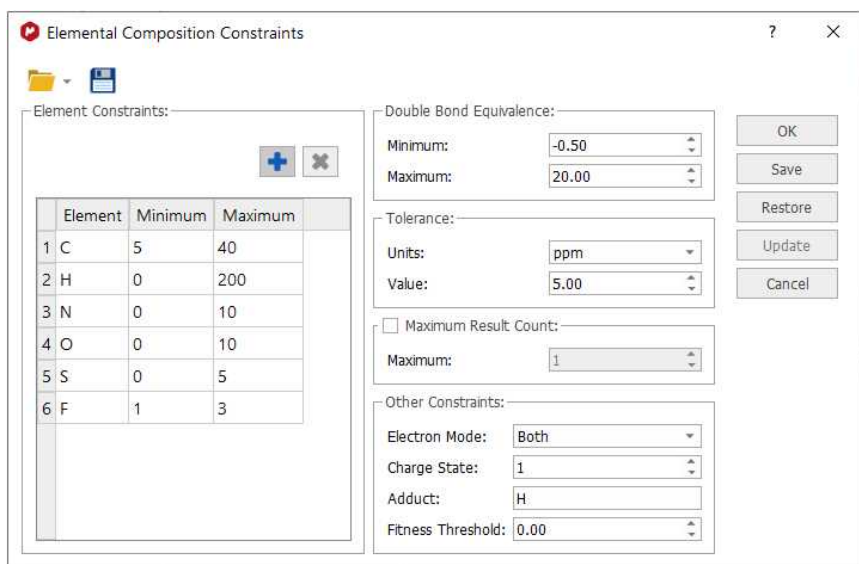 Elemental Composition Constraints
?
Element Constraints:
Element Minimum Maximum
1 C 5 40
2 H 0 200
3 N 0 10
4 O 0 10
5 S 0 5
6 F 1 3
Double Bond Equivalence:
Minimum: -0.50
Maximum: 20.00
Tolerance:
Units: ppm
Value: 5.00
Maximum Result Count:
Maximum: 1
Other Constraints:
Electron Mode: Both
Charge State: 1
Adduct: H
Fitness Threshold: 0.00
OK
Save
Restore
Update
Cancel